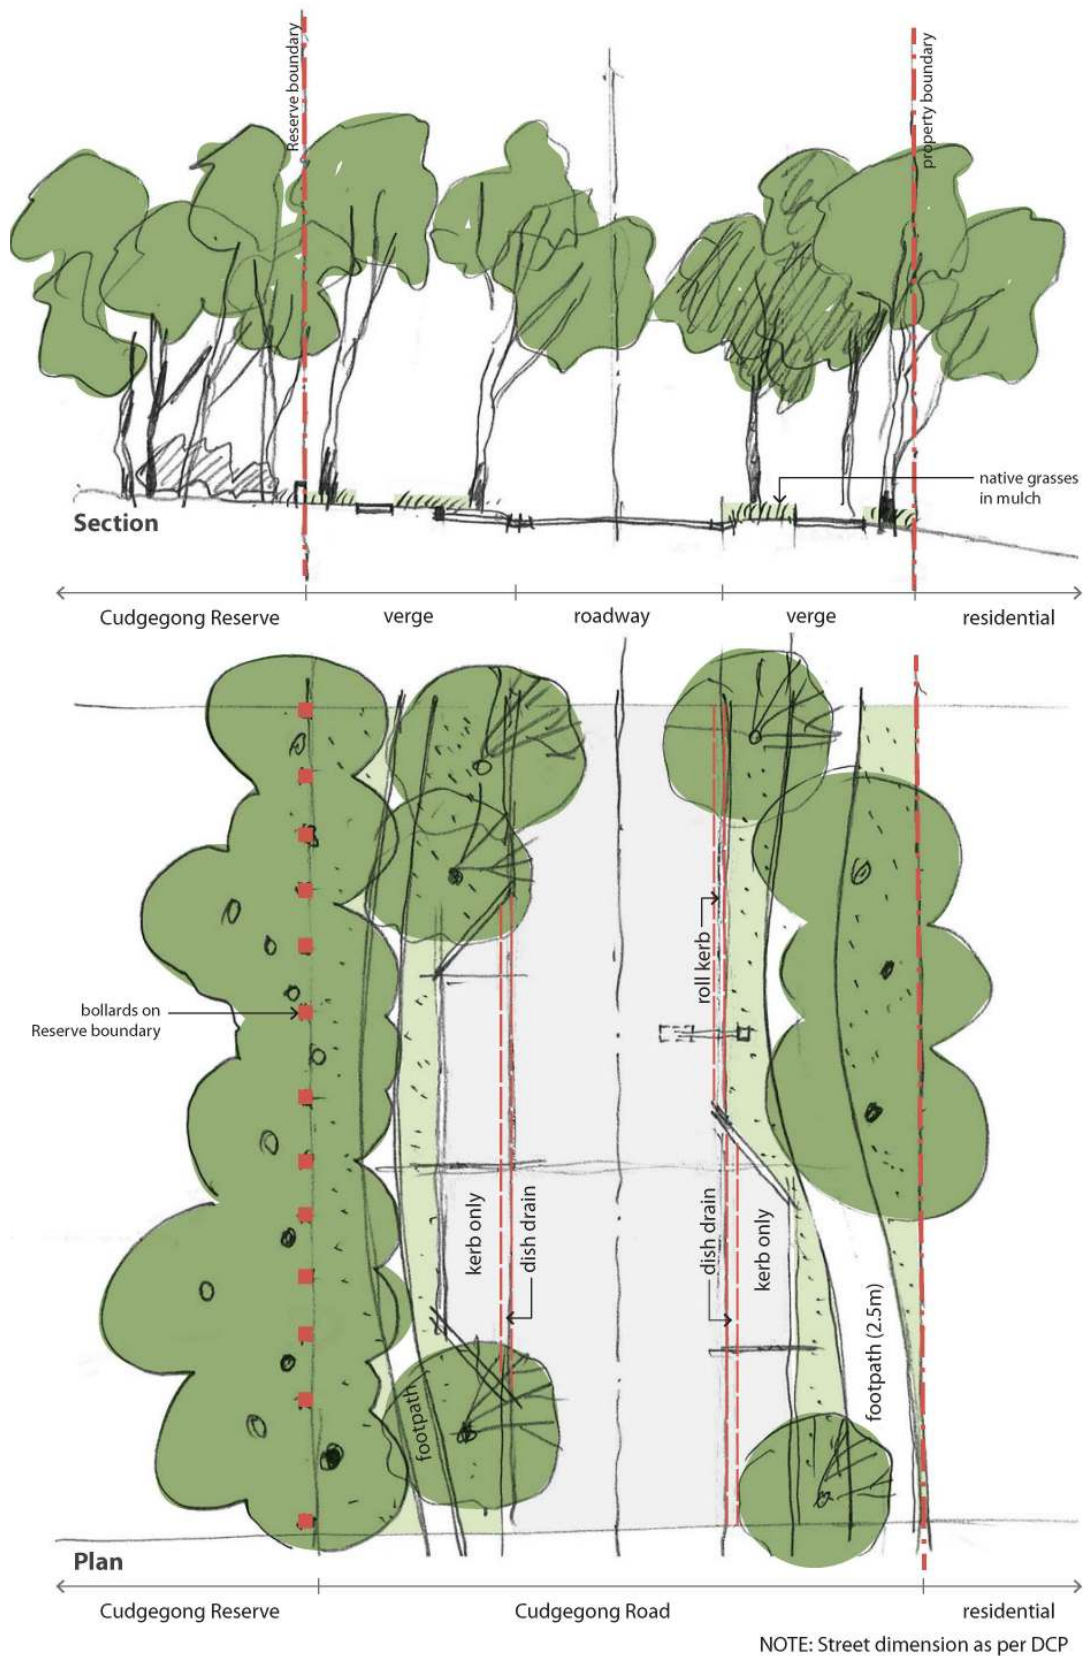 Reserve boundary
property boundary
native grasses
in mulch
Section
Cudgegong Reserve
verge
roadway
verge
residential
roll kerb
bollards on
Reserve boundary
kerb only
dish drain
dish drain
kerb only
footpath
footpath (2.5m)
Plan
Cudgegong Reserve
Cudgegong Road
residential
NOTE: Street dimension as per DCP